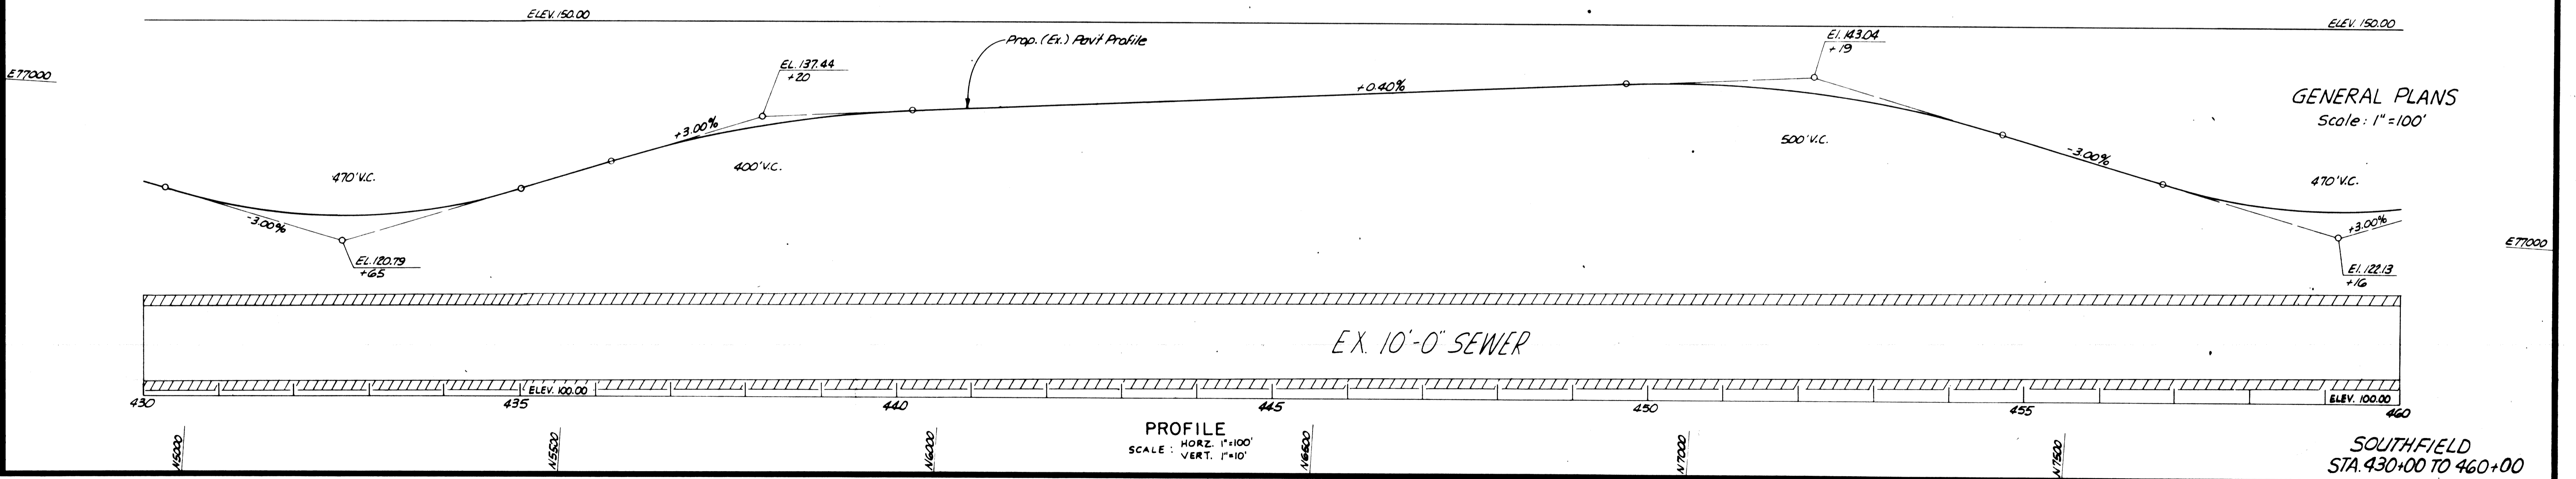 ELEV. 150.00
ELEV. 150.00
E77000
EL. 137.44
+20
Prop. (Ex.) Pav't Profile
El. 143.04
+19
+0.40%
GENERAL PLANS
Scale: 1"=100'
+3.00%
400' V.C.
500' V.C.
-3.00%
470' V.C.
470' V.C.
-3.00%
+3.00%
E77000
EL. 120.79
+65
El. 122.13
+16
EX. 10'-0" SEWER
ELEV. 100.00
ELEV. 100.00
430
435
440
445
450
455
460
PROFILE
SCALE: HORZ. 1"=100'
VERT. 1"=10'
N5000
N5500
N6000
N6500
N7000
N7500
SOUTHFIELD
STA. 430+00 TO 460+00